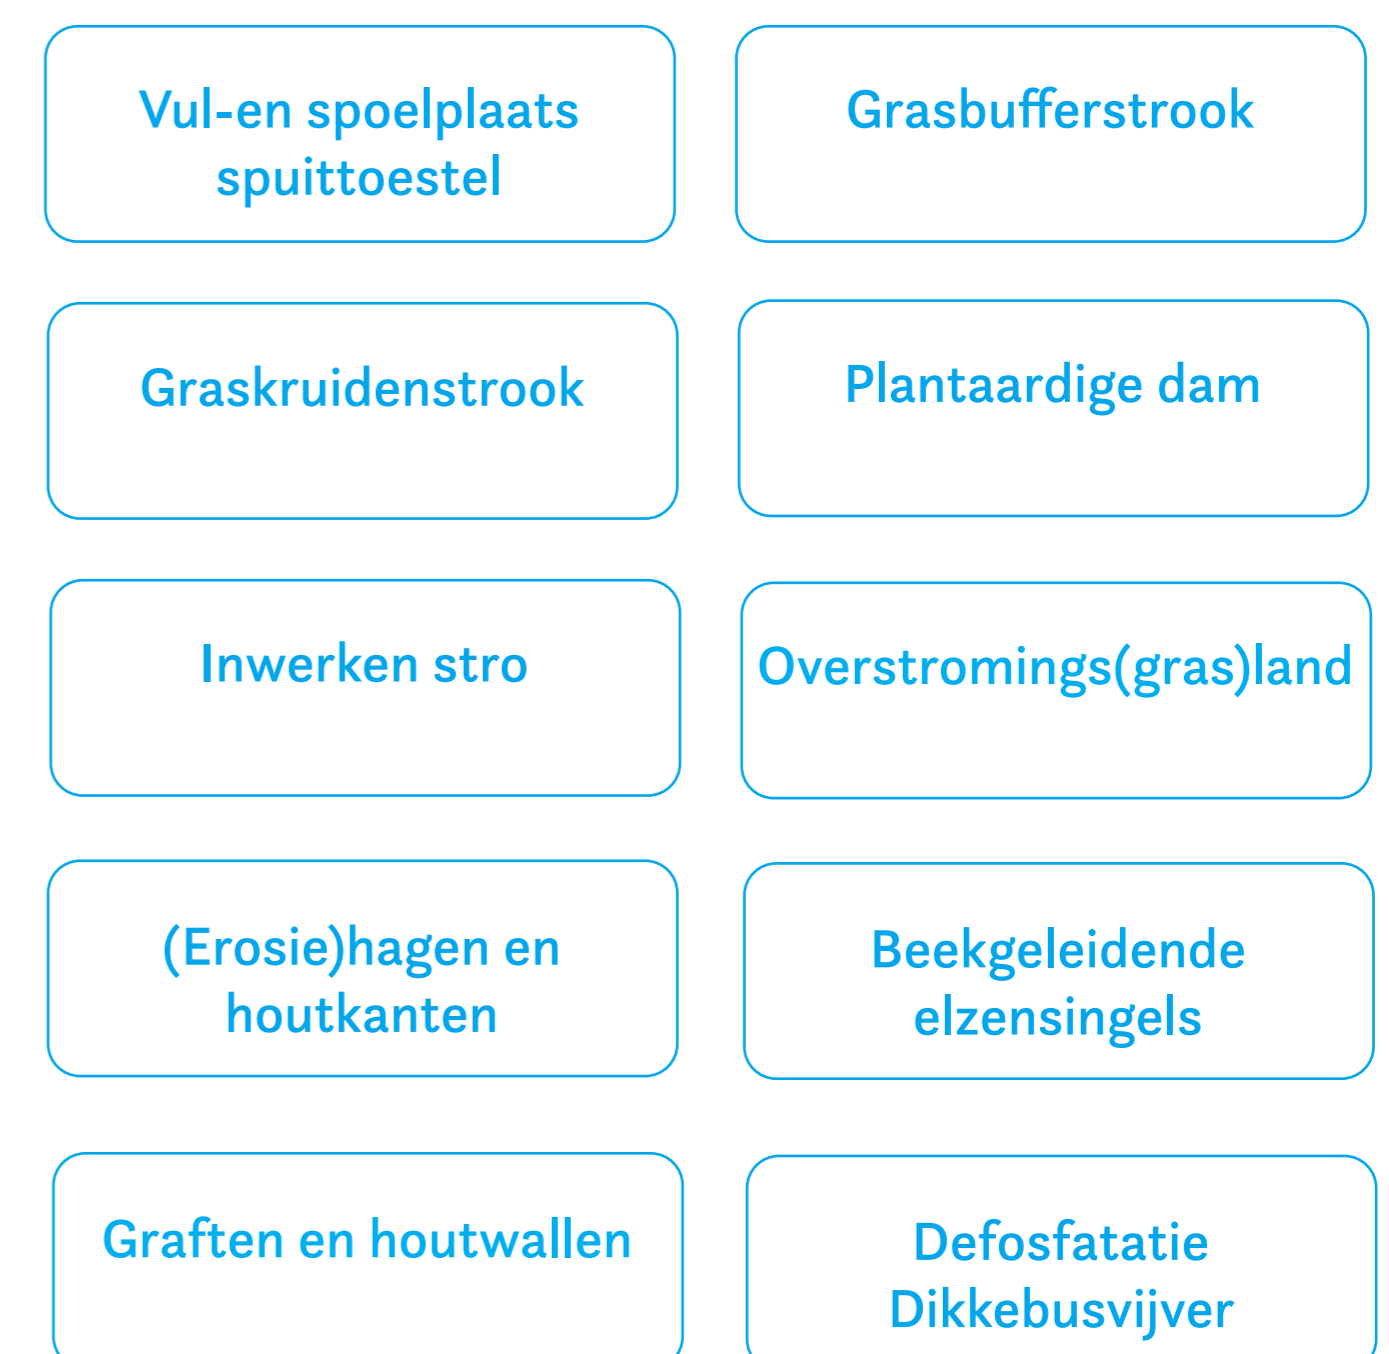 Vul-en spoelplaats
spuittoestel
Grasbufferstrook
Graskruidenstrook
Plantaardige dam
Inwerken stro
Overstromings(gras)land
(Erosie)hagen en
houtkanten
Beekgeleidende
elzensingels
Graften en houtwallen
Defosfatatie
Dikkebusvijver